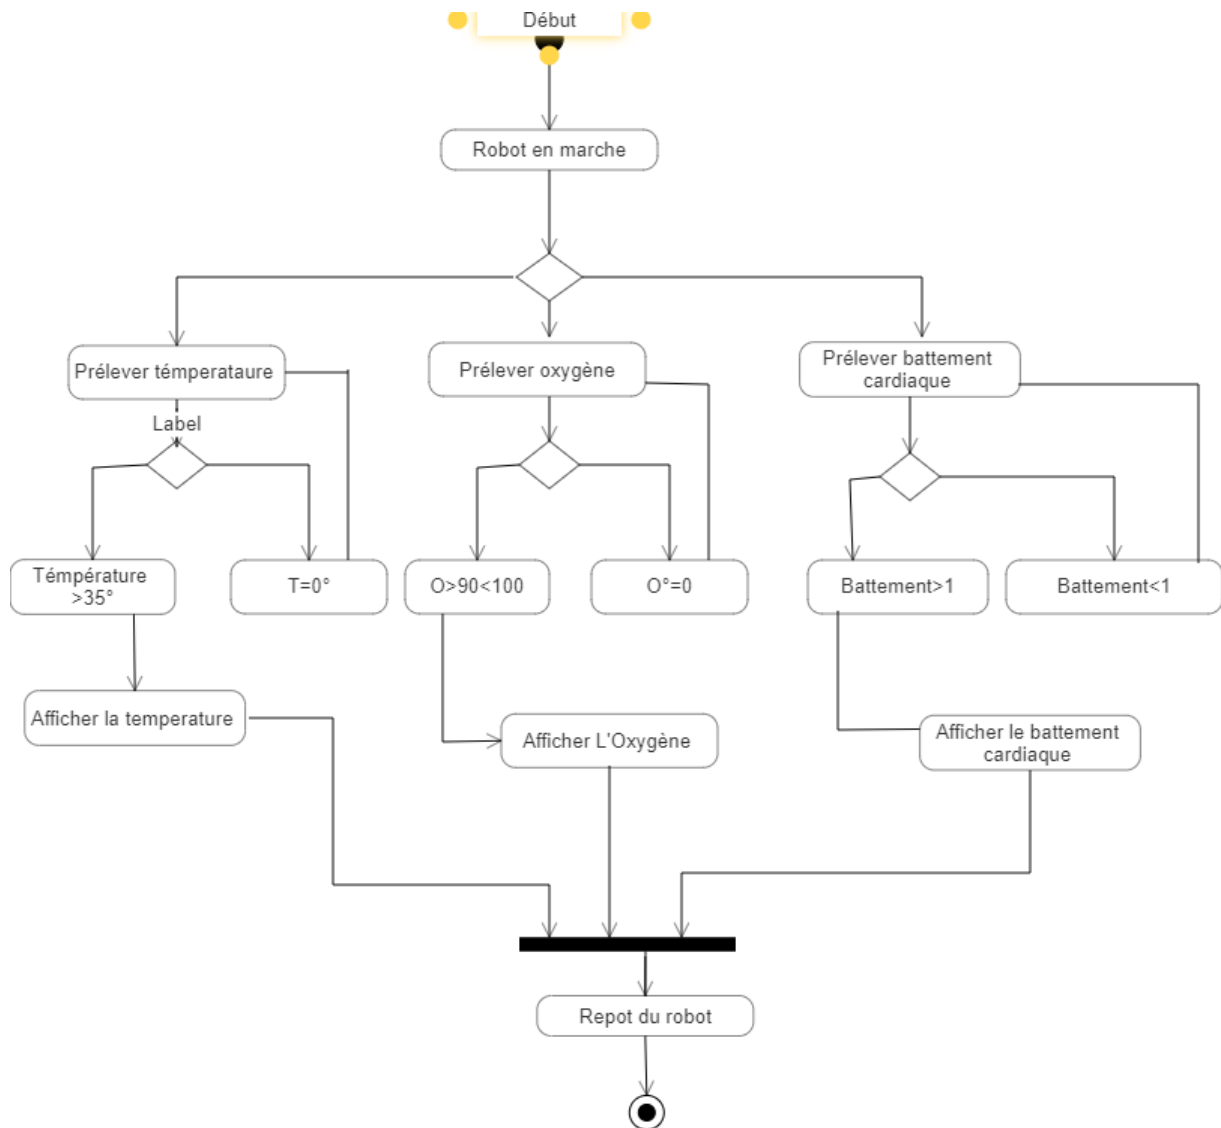 Début
Robot en marche
Prélever témperataure
Prélever oxygène
Prélever battement
cardiaque
Label
Témpérature
>35°
T=0°
O>90<100
O°=0
Battement>1
Battement<1
Afficher la temperature
Afficher L'Oxygène
Afficher le battement
cardiaque
Repot du robot